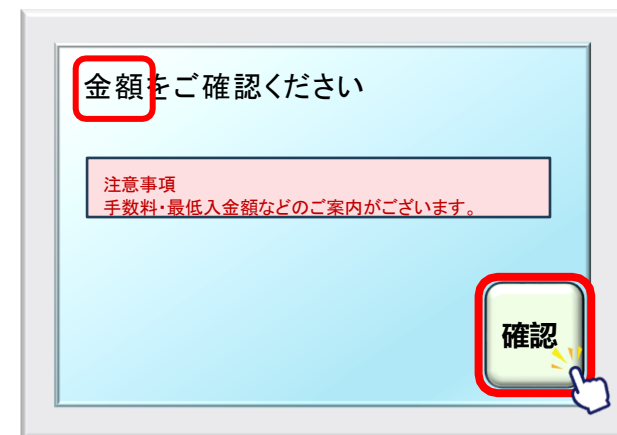 金額をご確認ください
注意事項
手数料・最低入金額などのご案内がございます。
確認